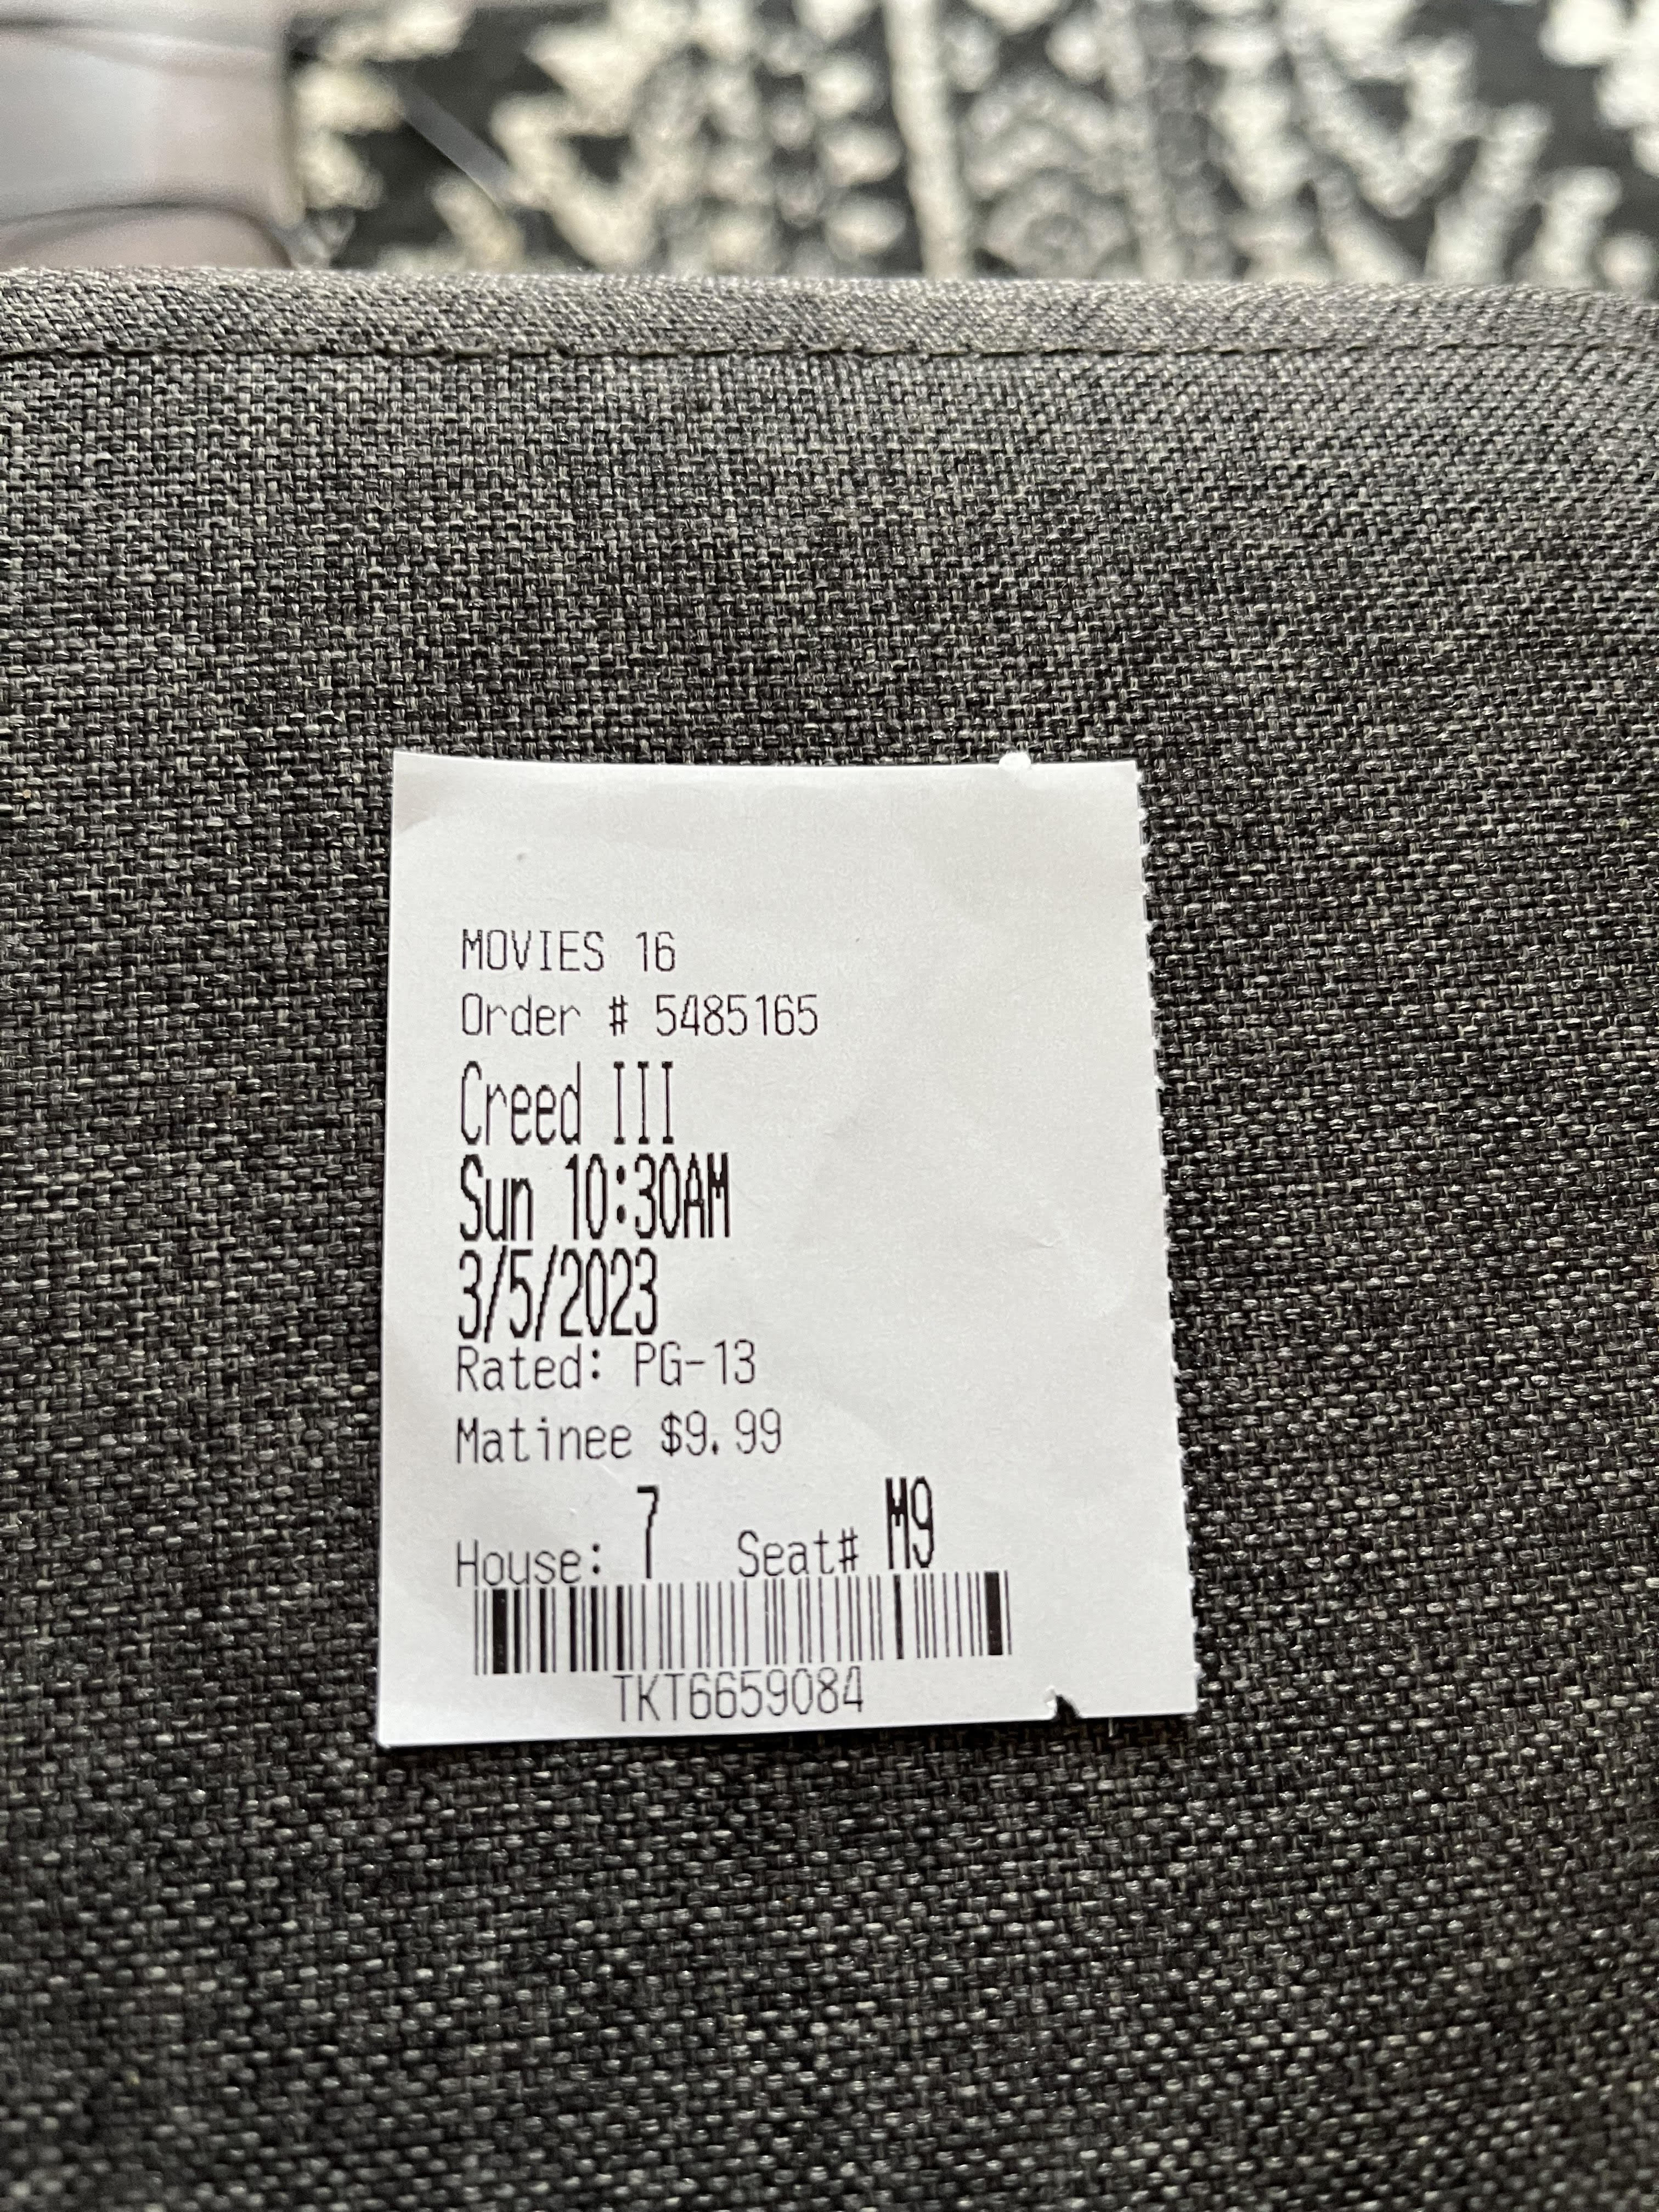 MOVIES 16
Order # 5485165
Creed III
Sun 10:30AM
3/5/2023
Rated: PG-13
Matinee $9.99
House: 7 Seat# M9
TKT6659084